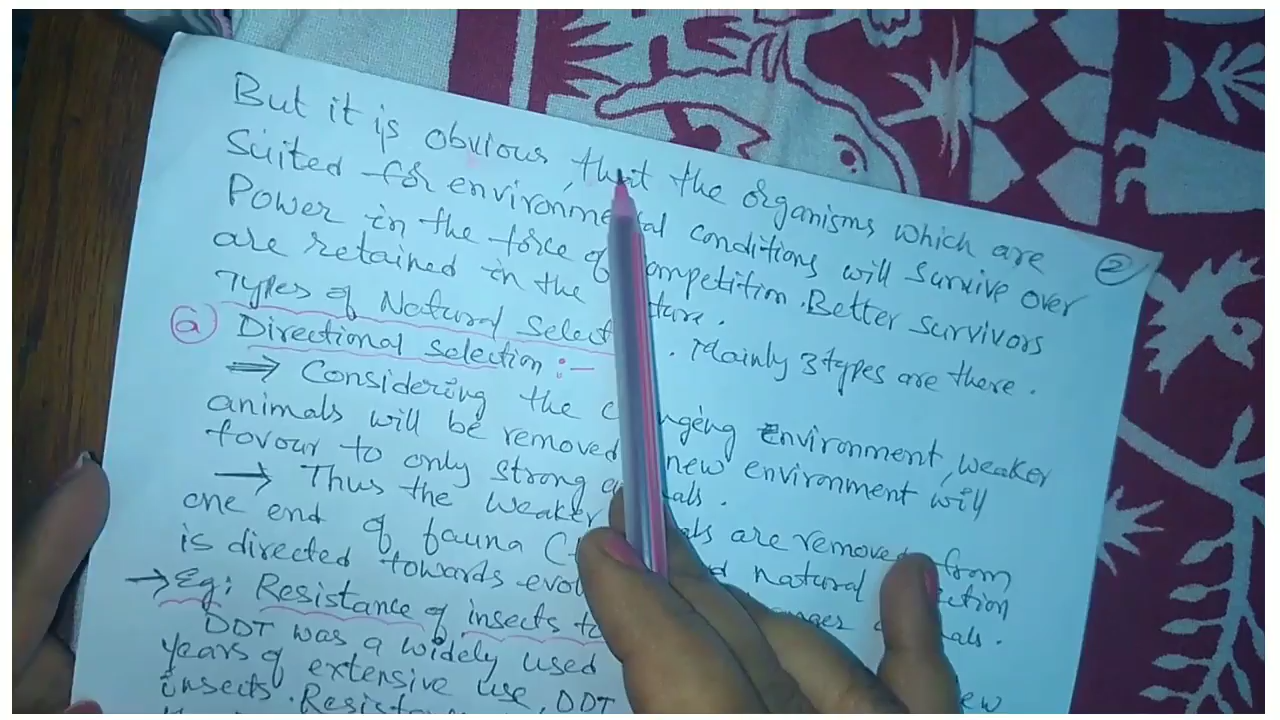 But it is obvious that the organisms which are
②
Suited for environmental conditions will survive over
Power in the force of competition. Better survivors
are retained in the
Types of Natural Select . Mainly 3 types are there.
ⓐ Directional selection :-
⇒ Considering the changing Environment, weaker
animals will be removed new environment will
favour to only strong
→ Thus the weaker are removed from
one end of fauna natural
is directed towards
→ Eg: Resistance of insects to
DDT was a widely used
years of extensive use, DDT
insects.